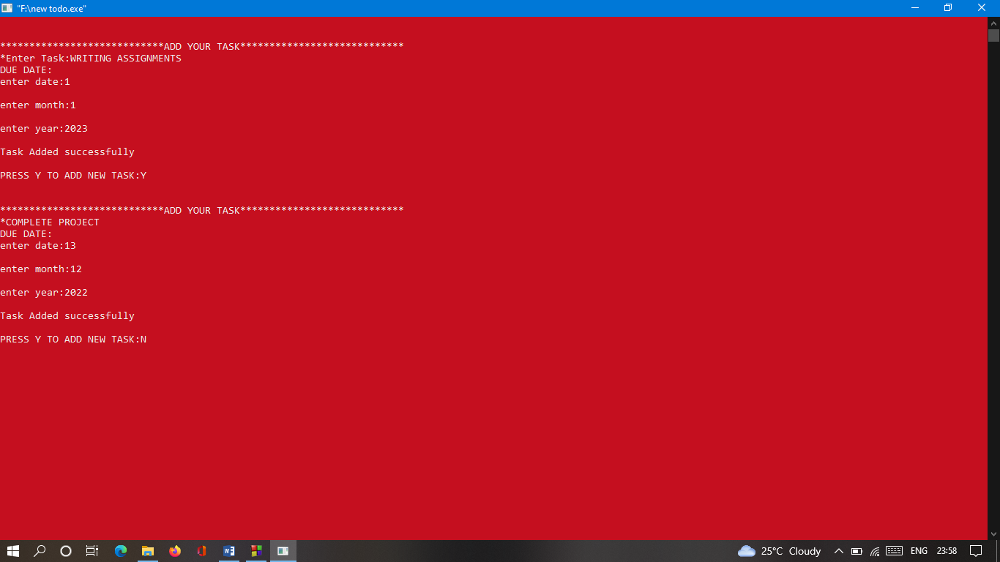 "F:\new todo.exe"
****************************ADD YOUR TASK****************************
*Enter Task:WRITING ASSIGNMENTS
DUE DATE:
enter date:1
enter month:1
enter year:2023
Task Added successfully
PRESS Y TO ADD NEW TASK:Y
****************************ADD YOUR TASK****************************
*COMPLETE PROJECT
DUE DATE:
enter date:13
enter month:12
enter year:2022
Task Added successfully
PRESS Y TO ADD NEW TASK:N
25°C Cloudy ENG 23:58